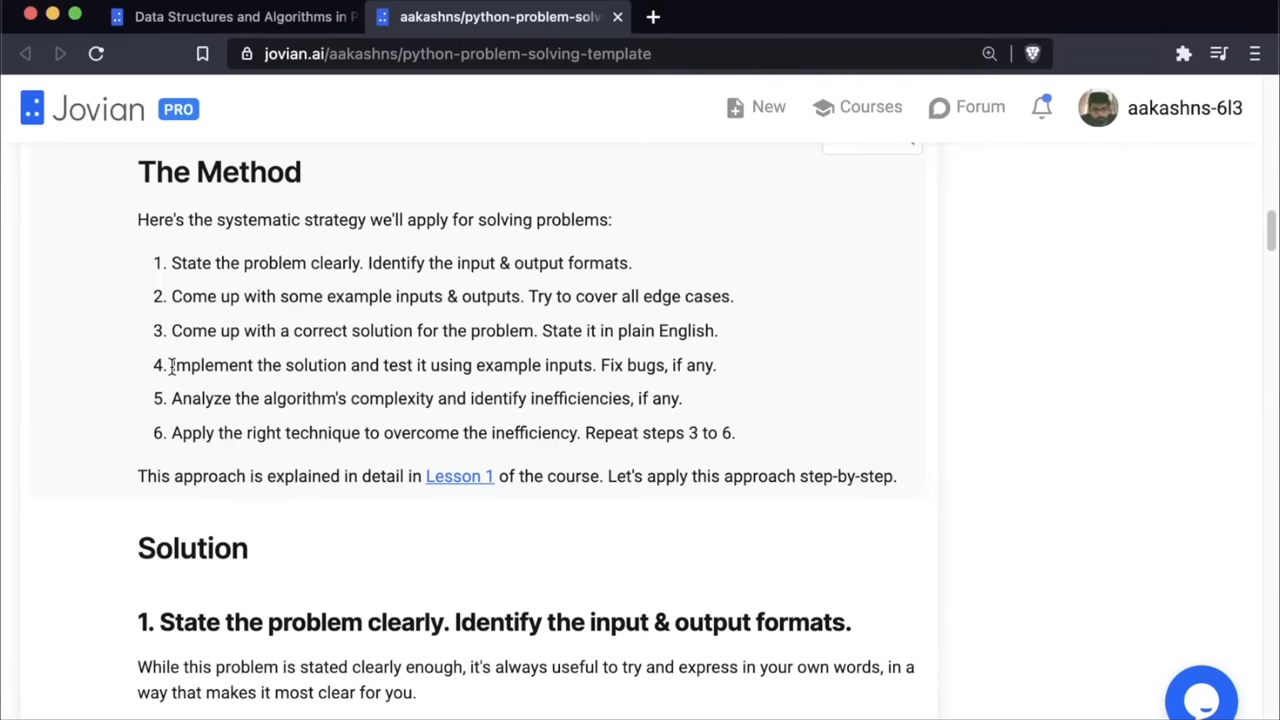 Data Structures and Algorithms in P
aakashns/python-problem-solv
jovian.ai/aakashns/python-problem-solving-template
Jovian PRO
New
Courses
Forum
aakashns-6l3
The Method
Here's the systematic strategy we'll apply for solving problems:
1. State the problem clearly. Identify the input & output formats.
2. Come up with some example inputs & outputs. Try to cover all edge cases.
3. Come up with a correct solution for the problem. State it in plain English.
4. Implement the solution and test it using example inputs. Fix bugs, if any.
5. Analyze the algorithm's complexity and identify inefficiencies, if any.
6. Apply the right technique to overcome the inefficiency. Repeat steps 3 to 6.
This approach is explained in detail in Lesson 1 of the course. Let's apply this approach step-by-step.
Solution
1. State the problem clearly. Identify the input & output formats.
While this problem is stated clearly enough, it's always useful to try and express in your own words, in a
way that makes it most clear for you.